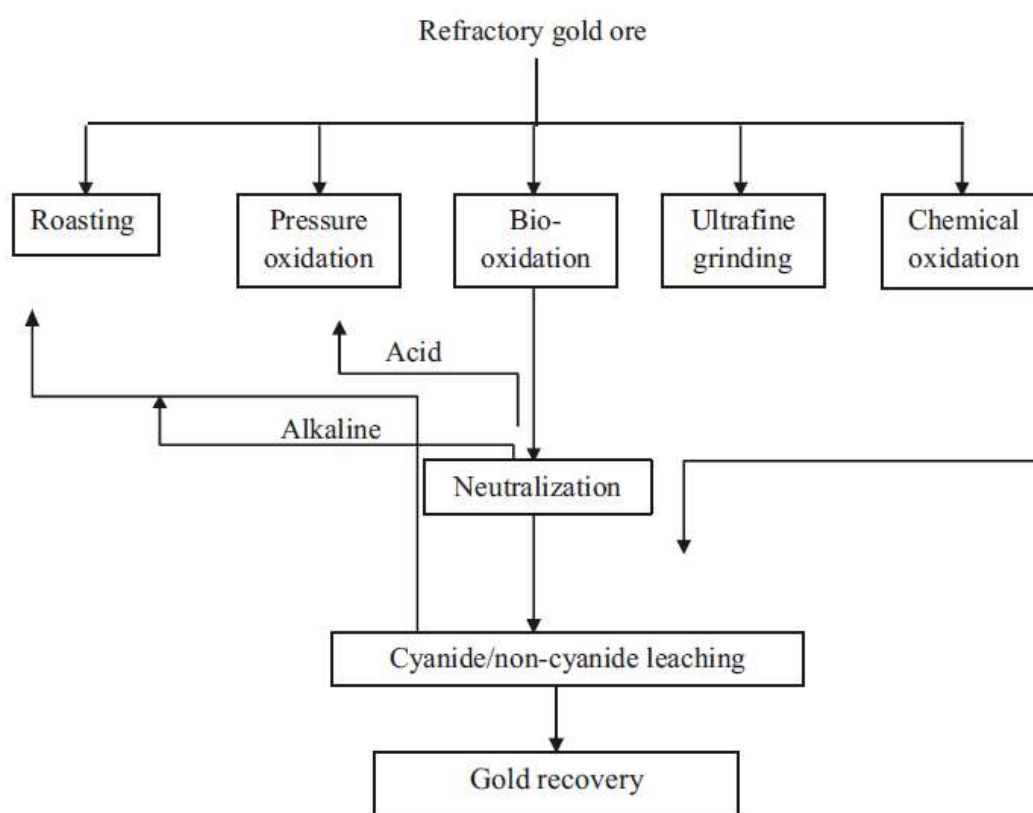 Refractory gold ore
Roasting
Pressure
oxidation
Bio-
oxidation
Ultrafine
grinding
Chemical
oxidation
Acid
Alkaline
Neutralization
Cyanide/non-cyanide leaching
Gold recovery